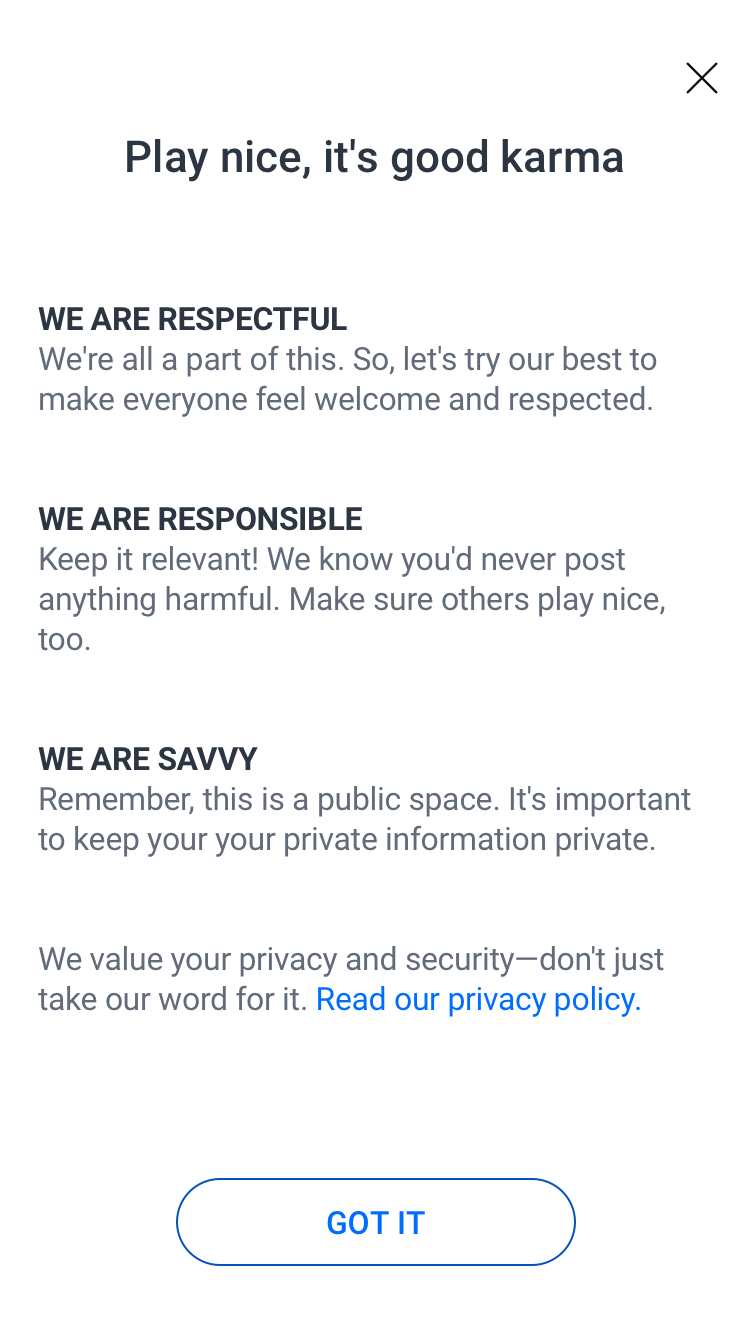 Play nice, it's good karma
WE ARE RESPECTFUL
We're all a part of this. So, let's try our best to
make everyone feel welcome and respected.
WE ARE RESPONSIBLE
Keep it relevant! We know you'd never post
anything harmful. Make sure others play nice,
too.
WE ARE SAVVY
Remember, this is a public space. It's important
to keep your your private information private.
We value your privacy and security—don't just
take our word for it. Read our privacy policy.
GOT IT